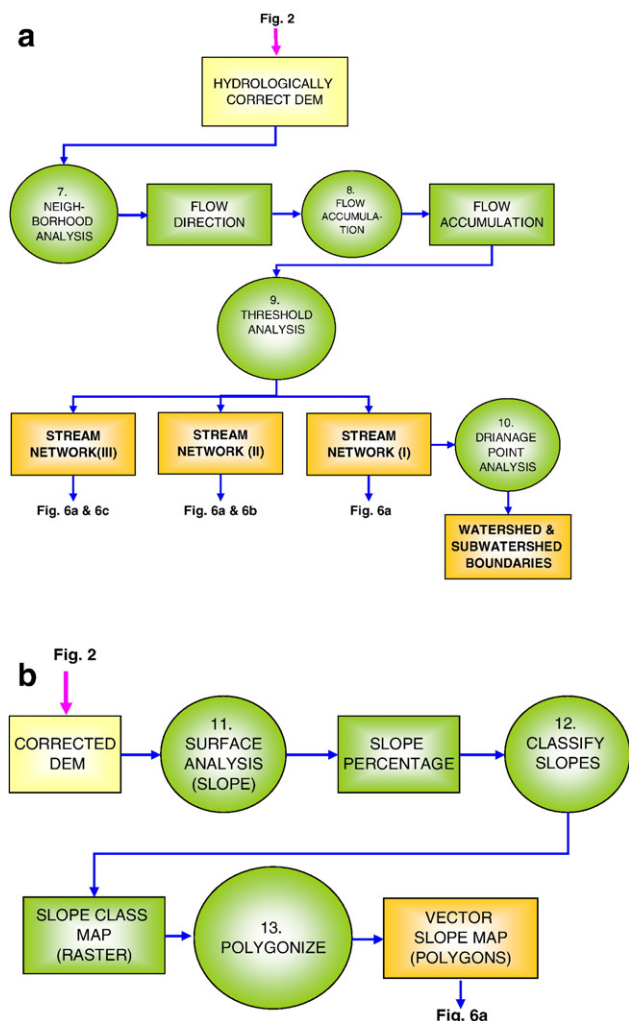 a
Fig. 2
HYDROLOGICALLY
CORRECT DEM
7.
NEIGH-
BORHOOD
ANALYSIS
FLOW
DIRECTION
8.
FLOW
ACCUMULA-
TION
FLOW
ACCUMULATION
9.
THRESHOLD
ANALYSIS
STREAM
NETWORK(III)
STREAM
NETWORK (II)
STREAM
NETWORK (I)
10.
DRIANAGE
POINT
ANALYSIS
Fig. 6a & 6c
Fig. 6a & 6b
Fig. 6a
WATERSHED &
SUBWATERSHED
BOUNDARIES
b
Fig. 2
CORRECTED
DEM
11.
SURFACE
ANALYSIS
(SLOPE)
SLOPE
PERCENTAGE
12.
CLASSIFY
SLOPES
SLOPE CLASS
MAP
(RASTER)
13.
POLYGONIZE
VECTOR
SLOPE MAP
(POLYGONS)
Fig. 6a